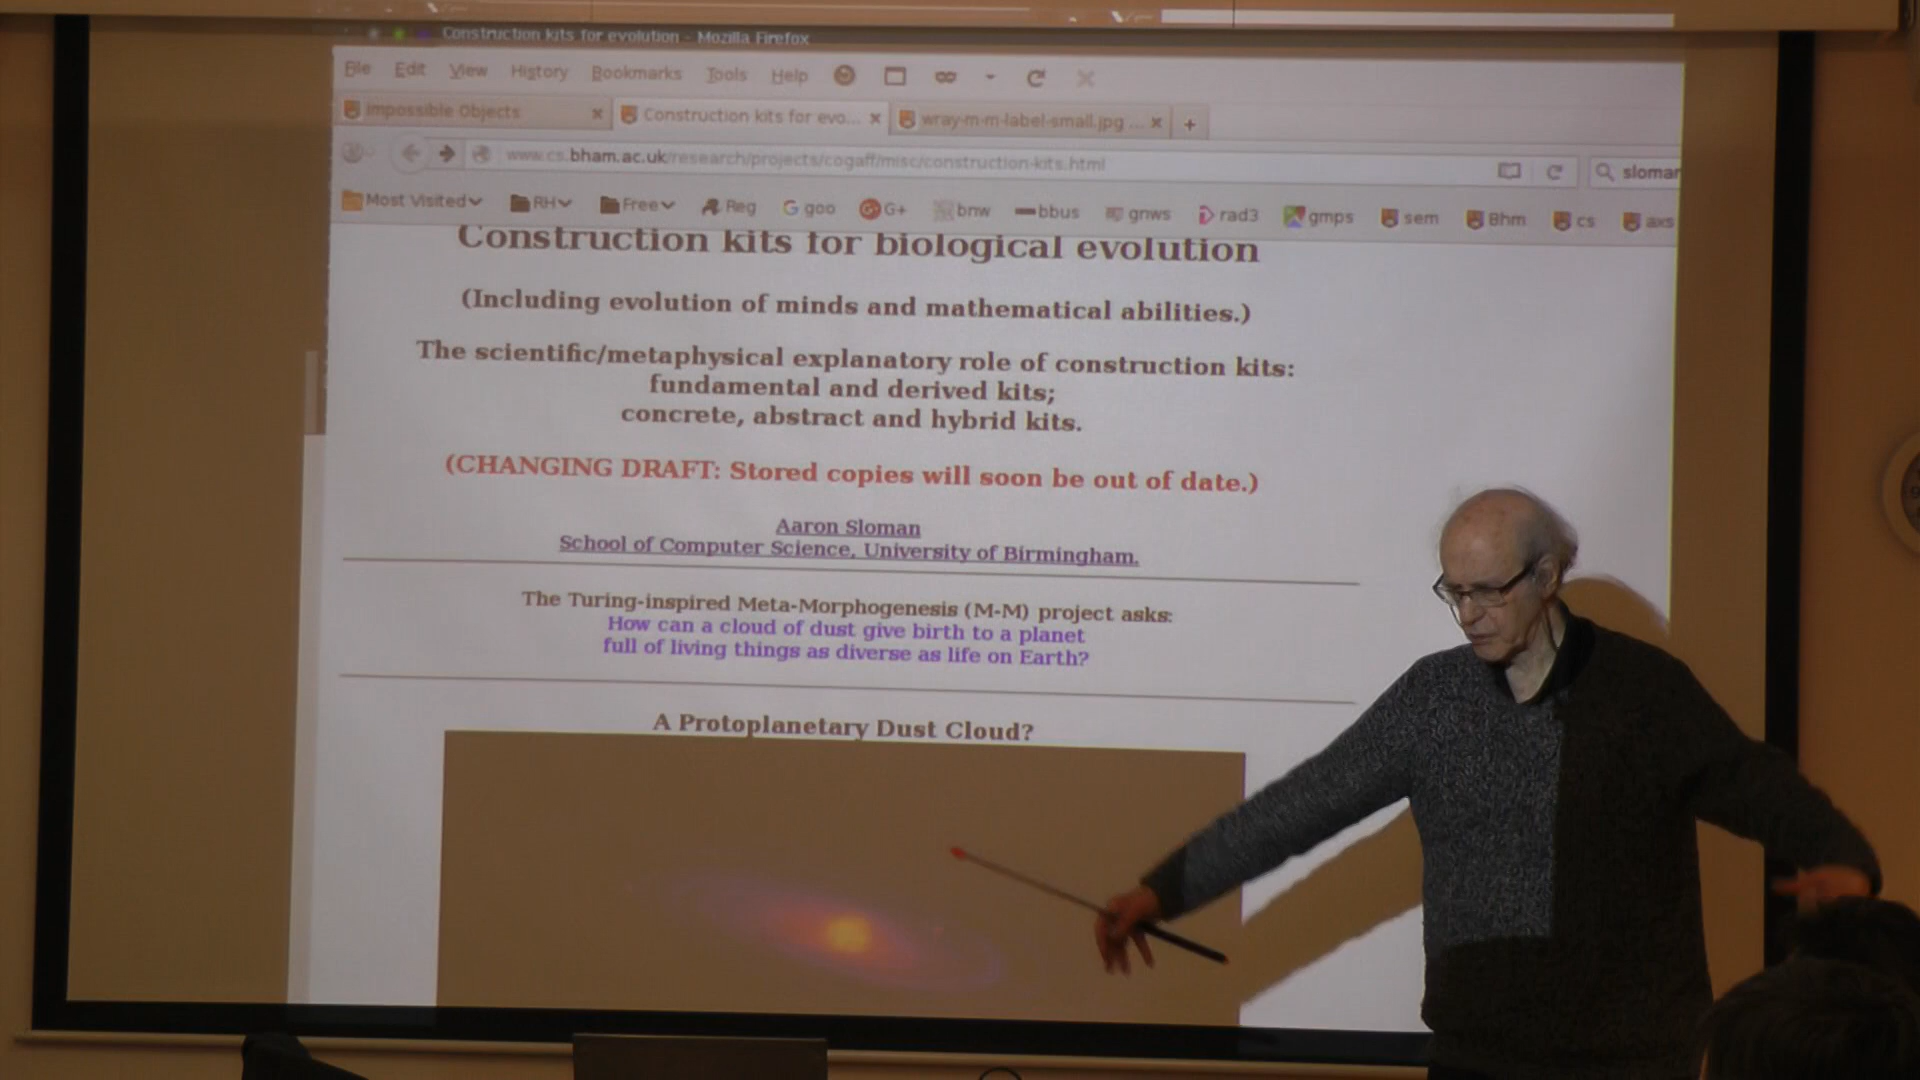 Construction kits for evolution - Mozilla Firefox
File Edit View History Bookmarks Tools Help
Impossible Objects
Construction kits for evo...
wray-m-m-label-small.jpg ...
www.cs.bham.ac.uk/research/projects/cogaff/misc/construction-kits.html
sloman
Most Visited RH Free Reg goo G+ bnw bbus gnws rad3 gmps sem Bhm cs axs
Construction kits for biological evolution
(Including evolution of minds and mathematical abilities.)
The scientific/metaphysical explanatory role of construction kits:
fundamental and derived kits;
concrete, abstract and hybrid kits.
(CHANGING DRAFT: Stored copies will soon be out of date.)
Aaron Sloman
School of Computer Science, University of Birmingham.
The Turing-inspired Meta-Morphogenesis (M-M) project asks:
How can a cloud of dust give birth to a planet
full of living things as diverse as life on Earth?
A Protoplanetary Dust Cloud?